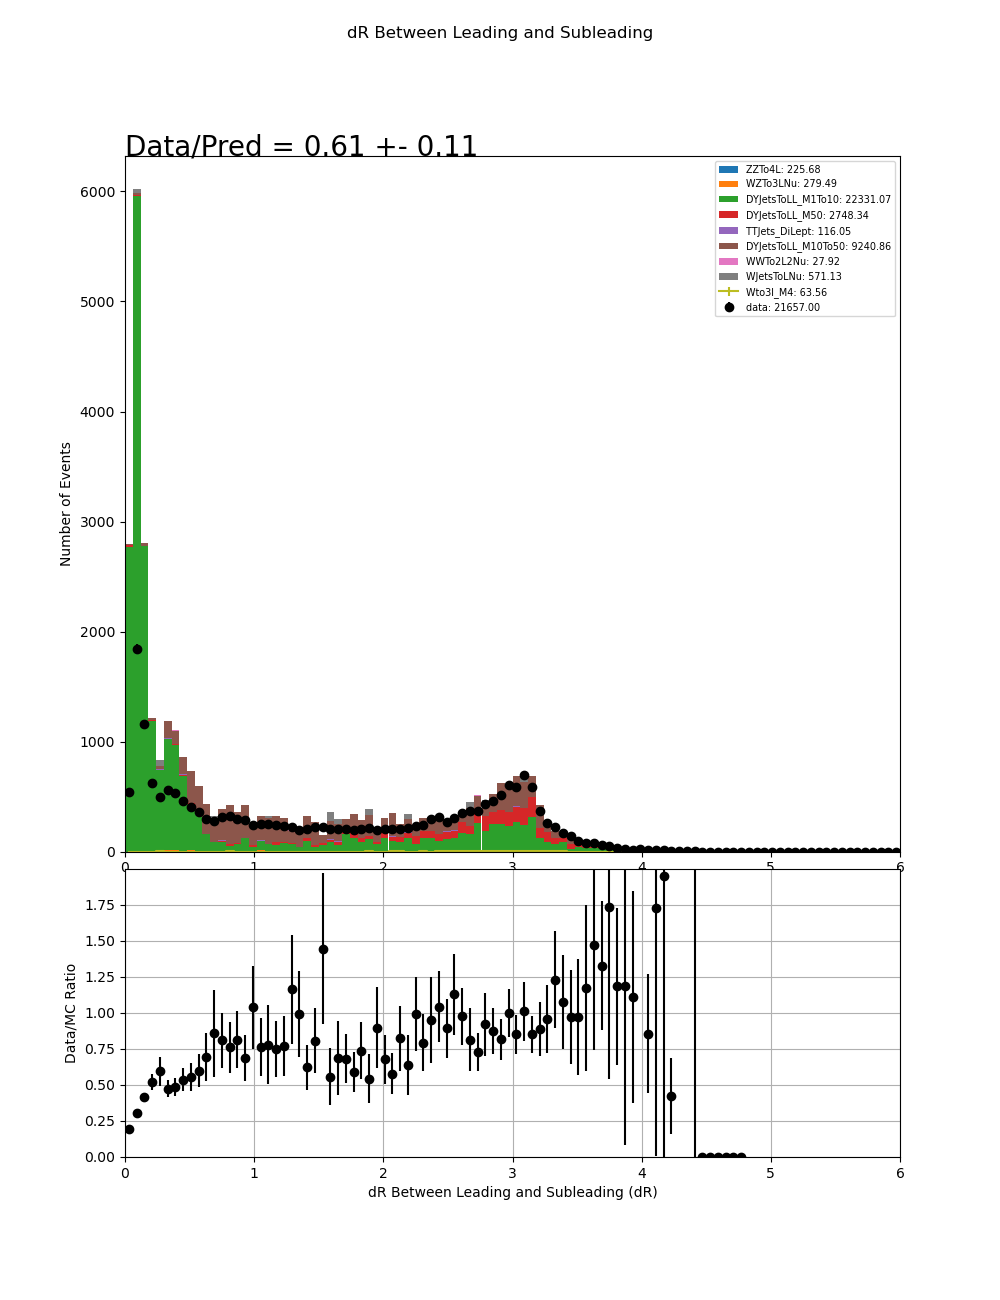 dR Between Leading and Subleading
Data/Pred = 0.61 +- 0.11
ZZTo4L: 225.68
WZTo3LNu: 279.49
DYJetsToLL_M1To10: 22331.07
DYJetsToLL_M50: 2748.34
TTJets_DiLept: 116.05
DYJetsToLL_M10To50: 9240.86
WWTo2L2Nu: 27.92
WJetsToLNu: 571.13
Wto3l_M4: 63.56
data: 21657.00
Number of Events
6000
5000
4000
3000
2000
1000
0
0 1 2 3 4 5 6
Data/MC Ratio
1.75
1.50
1.25
1.00
0.75
0.50
0.25
0.00
0 1 2 3 4 5 6
dR Between Leading and Subleading (dR)